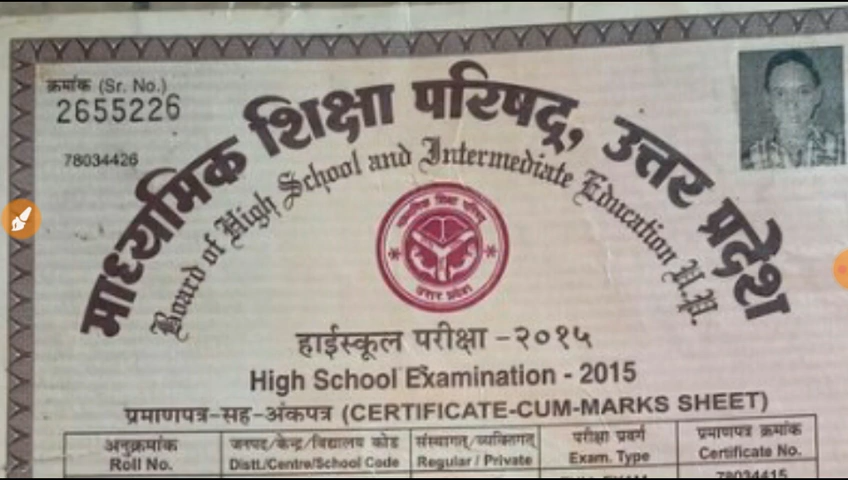 क्रमांक (Sr. No.)
2655226
78034426
माध्यमिक शिक्षा परिषद्, उत्तर प्रदेश
Board of High School and Intermediate Education U.P.
हाईस्कूल परीक्षा - २०१५
High School Examination - 2015
प्रमाणपत्र-सह-अंकपत्र (CERTIFICATE-CUM-MARKS SHEET)
अनुक्रमांक जनपद/केन्द्र/विद्यालय कोड संस्थागत/व्यक्तिगत परीक्षा प्रवर्ग प्रमाणपत्र क्रमांक
Roll No. Distt./Centre/School Code Regular / Private Exam. Type Certificate No.
78034415